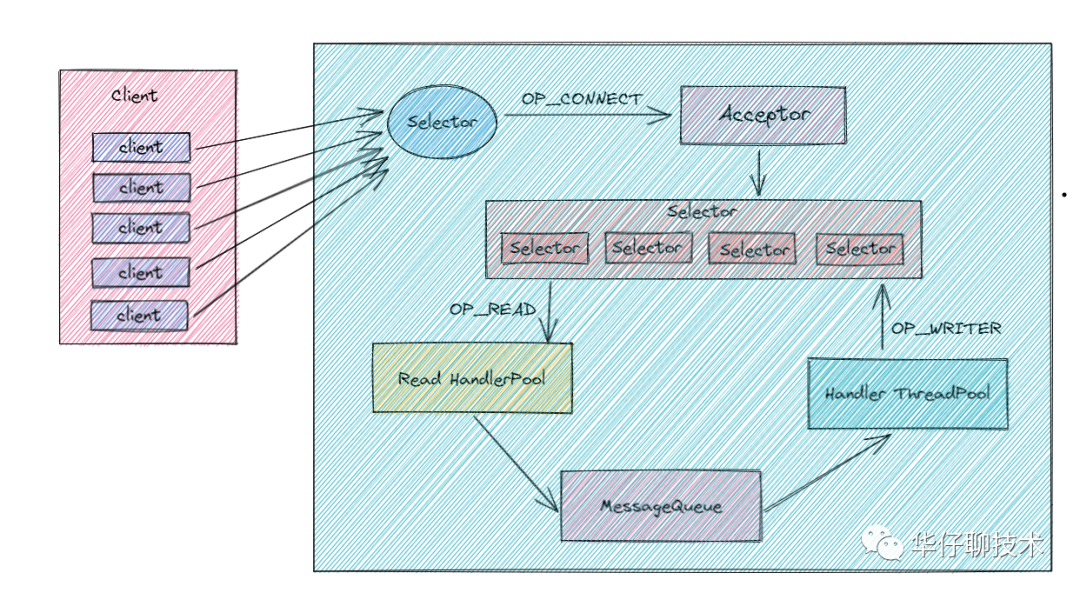 Client
client
client
client
client
client
Selector
OP_CONNECT
Acceptor
Selector
Selector
Selector
Selector
Selector
OP_READ
OP_WRITER
Read HandlerPool
Handler ThreadPool
MessageQueue
华仔聊技术